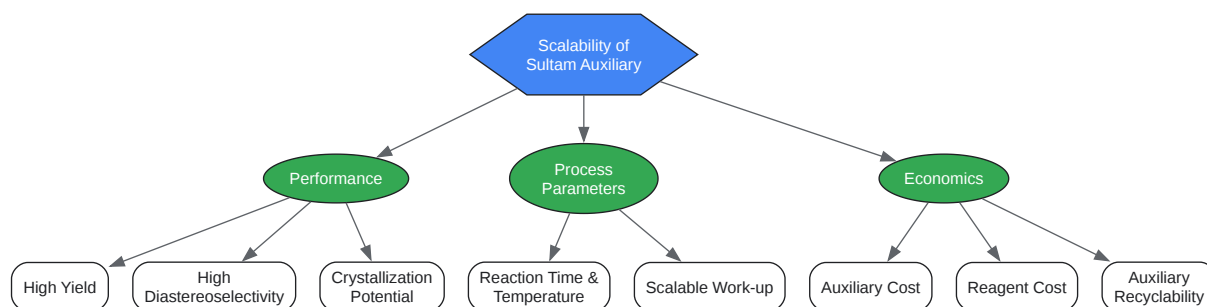 Scalability of
Sultam Auxiliary
Performance
Process
Parameters
Economics
High Yield
High
Diastereoselectivity
Crystallization
Potential
Reaction Time &
Temperature
Scalable Work-up
Auxiliary Cost
Reagent Cost
Auxiliary
Recyclability